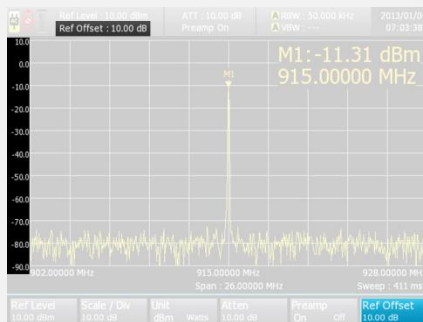 Ref Level : 10.00 dBm
ATT : 10.00 dB
A RBW : 50.000 kHz
2013/01/0
Ref Offset : 10.00 dB
Preamp On
A VBW : ---
07:03:38
M1:-11.31 dBm
915.00000 MHz
M1
10.0
0.0
-10.0
-20.0
-30.0
-40.0
-50.0
-60.0
-70.0
-80.0
-90.0
902.00000 MHz
915.00000 MHz
928.00000 MHz
Span : 26.00000 MHz
Sweep : 411 ms
Ref Level
Scale / Div
Unit
Atten
Preamp
Ref Offset
10.00 dBm
10.00 dB
dBm Watts
10.00 dB
On Off
10.00 dB